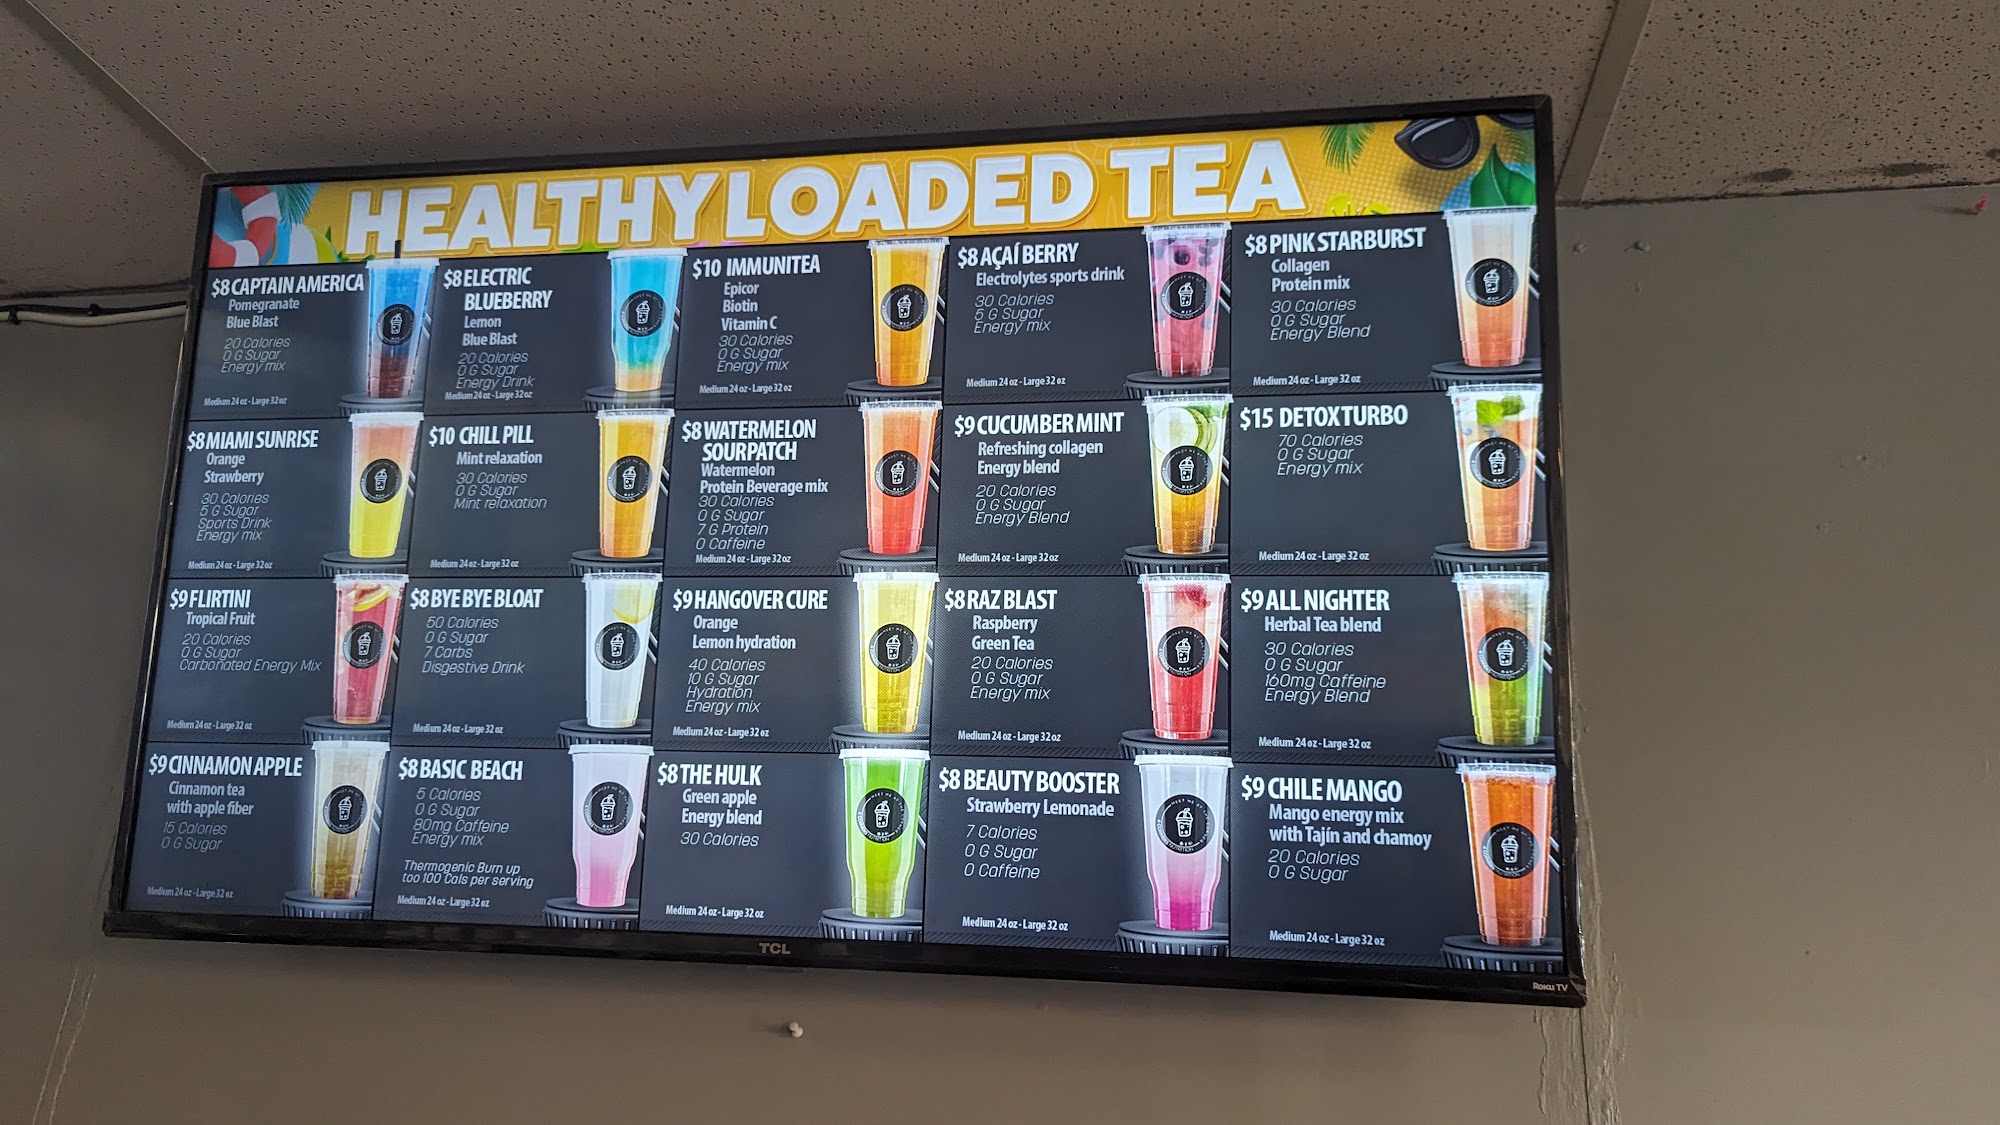 HEALTHY LOADED TEA
$8 CAPTAIN AMERICA
Pomegranate
Blue Blast
20 Calories
0 G Sugar
Energy mix
Medium 24 oz - Large 32 oz
$8 ELECTRIC
BLUEBERRY
Lemon
Blue Blast
20 Calories
0 G Sugar
Energy Drink
Medium 24 oz - Large 32 oz
$10 IMMUNITEA
Epicor
Biotin
Vitamin C
30 Calories
0 G Sugar
Energy mix
Medium 24 oz - Large 32 oz
$8 AÇAÍ BERRY
Electrolytes sports drink
30 Calories
5 G Sugar
Energy mix
Medium 24 oz - Large 32 oz
$8 PINK STARBURST
Collagen
Protein mix
30 Calories
0 G Sugar
Energy Blend
Medium 24 oz - Large 32 oz
$8 MIAMI SUNRISE
Orange
Strawberry
30 Calories
5 G Sugar
Sports Drink
Energy mix
Medium 24 oz - Large 32 oz
$10 CHILL PILL
Mint relaxation
30 Calories
0 G Sugar
Mint relaxation
Medium 24 oz - Large 32 oz
$8 WATERMELON
SOURPATCH
Watermelon
Protein Beverage mix
30 Calories
0 G Sugar
7 G Protein
0 Caffeine
Medium 24 oz - Large 32 oz
$9 CUCUMBER MINT
Refreshing collagen
Energy blend
20 Calories
0 G Sugar
Energy Blend
Medium 24 oz - Large 32 oz
$15 DETOX TURBO
70 Calories
0 G Sugar
Energy mix
Medium 24 oz - Large 32 oz
$9 FLIRTINI
Tropical Fruit
20 Calories
0 G Sugar
Carbonated Energy Mix
Medium 24 oz - Large 32 oz
$8 BYE BYE BLOAT
50 Calories
0 G Sugar
7 Carbs
Disgestive Drink
Medium 24 oz - Large 32 oz
$9 HANGOVER CURE
Orange
Lemon hydration
40 Calories
10 G Sugar
Hydration
Energy mix
Medium 24 oz - Large 32 oz
$8 RAZ BLAST
Raspberry
Green Tea
20 Calories
0 G Sugar
Energy mix
Medium 24 oz - Large 32 oz
$9 ALL NIGHTER
Herbal Tea blend
30 Calories
0 G Sugar
160mg Caffeine
Energy Blend
Medium 24 oz - Large 32 oz
$9 CINNAMON APPLE
Cinnamon tea
with apple fiber
15 Calories
0 G Sugar
Medium 24 oz - Large 32 oz
$8 BASIC BEACH
5 Calories
0 G Sugar
80mg Caffeine
Energy mix
Thermogenic Burn up
too 100 Cals per serving
Medium 24 oz - Large 32 oz
$8 THE HULK
Green apple
Energy blend
30 Calories
Medium 24 oz - Large 32 oz
$8 BEAUTY BOOSTER
Strawberry Lemonade
7 Calories
0 G Sugar
0 Caffeine
Medium 24 oz - Large 32 oz
$9 CHILE MANGO
Mango energy mix
with Tajín and chamoy
20 Calories
0 G Sugar
Medium 24 oz - Large 32 oz
TCL
Roku TV